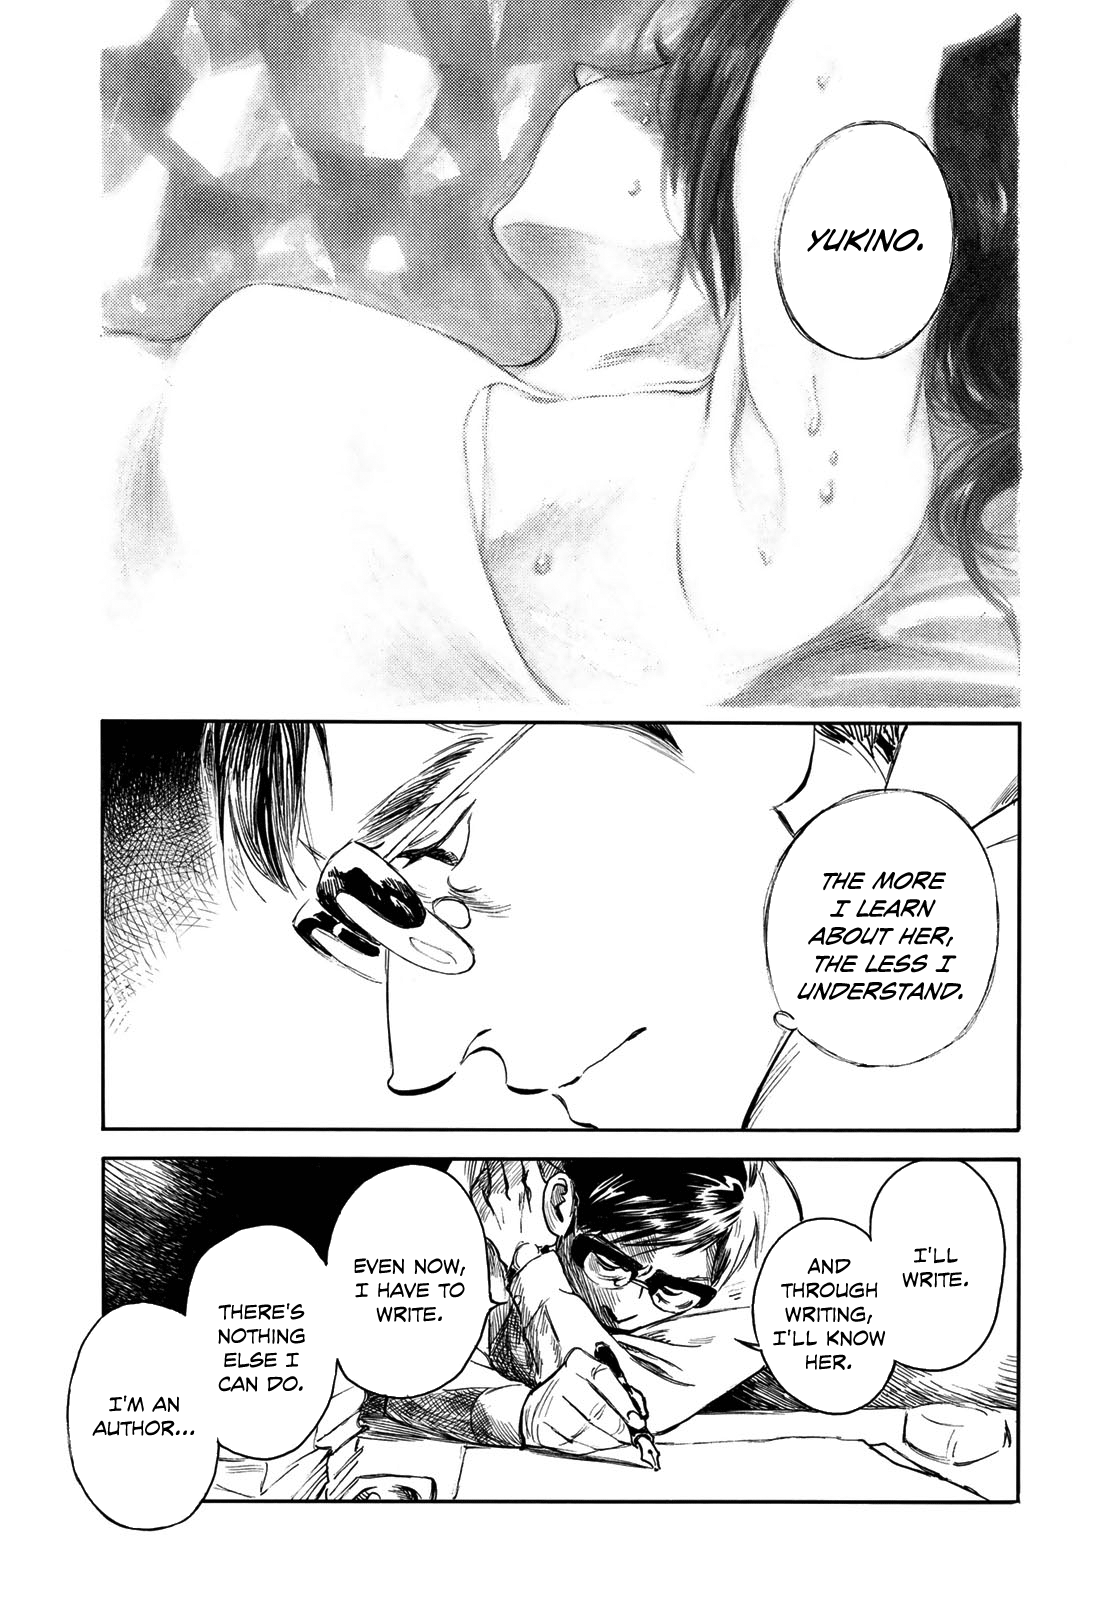 YUKINO.
THE MORE
I LEARN
ABOUT HER,
THE LESS I
UNDERSTAND.
I'LL
WRITE.
AND
THROUGH
WRITING,
I'LL KNOW
HER.
EVEN NOW,
I HAVE TO
WRITE.
THERE'S
NOTHING
ELSE I
CAN DO.
I'M AN
AUTHOR...